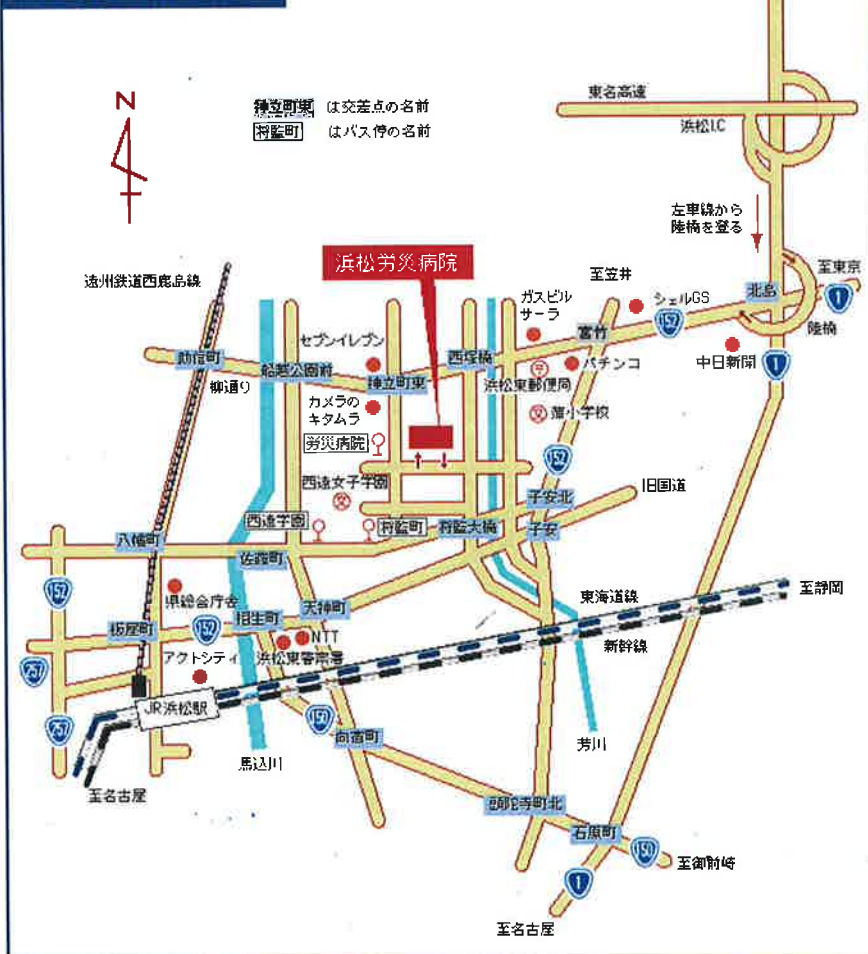 N
鍾立町東 は交差点の名前
将監町 はバス停の名前
東名高速
浜松I.C
左車線から
陸橋を登る
浜松労災病院
遠州鉄道西鹿島線
至笠井
至東京
ガスビル
サーラ
シェルGS
北島
1
152
陸橋
宮竹
セブンイレブン
西塚橋
助信町
船越公園前
パチンコ
中日新聞
1
柳通り
鍾立町東
浜松東郵便局
カメラの
キタムラ
蒲小学校
労災病院
152
西遠女子学園
旧国道
子安北
西遠学園
将監町
将監大橋
子安
八幡町
佐藤町
152
県総合庁舎
東海道線
至静岡
天神町
相生町
板屋町
152
NTT
新幹線
257
アクトシティ
浜松東警察署
JR浜松駅
257
150
向宿町
芳川
馬込川
至名古屋
頭陀寺町北
石原町
150
至御前崎
1
至名古屋